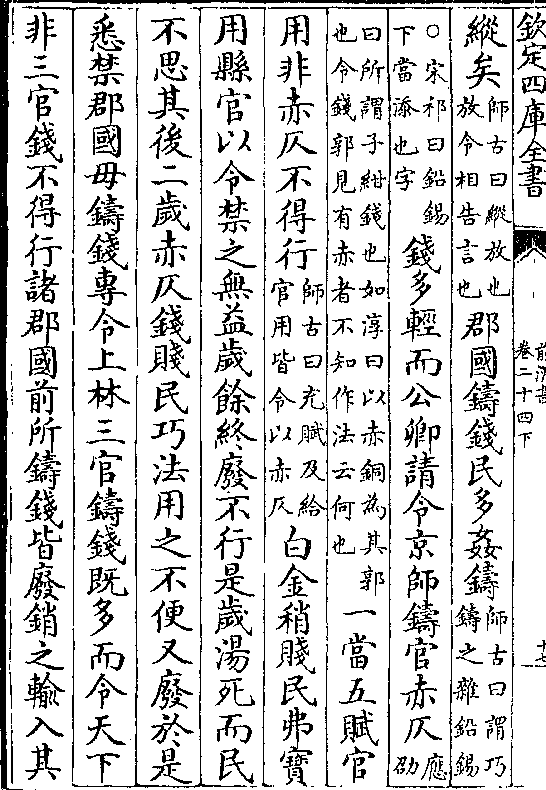 欽定四庫全書
前漢書
卷二十四下
十七
縱矣師古曰縱放也放令相告言也郡國鑄錢民多姦鑄師古曰謂巧鑄之雜鉛錫
○宋祁曰鉛錫下當添也字錢多輕而公卿請令京師鑄官赤仄應劭
曰所謂子紺錢也如淳曰以赤銅為其郭也令錢郭見有赤者不知作法云何也一當五賦官
用非赤仄不得行師古曰充賦及給官用皆令以赤仄白金稍賤民弗寶
用縣官以令禁之無益歲餘終廢不行是歲湯死而民
不思其後二歲赤仄錢賤民巧法用之不便又廢於是
悉禁郡國毋鑄錢專令上林三官鑄錢既多而令天下
非三官錢不得行諸郡國前所鑄錢皆廢銷之輸入其